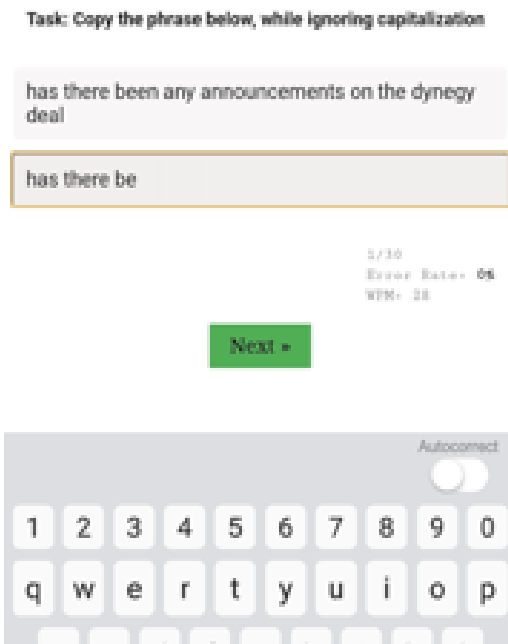 Task: Copy the phrase below, while ignoring capitalization
has there been any announcements on the dynegy
deal
has there be
1/30
Error Rate: 0%
WPM: 28
Next »
Autocorrect
1 2 3 4 5 6 7 8 9 0
q w e r t y u i o p